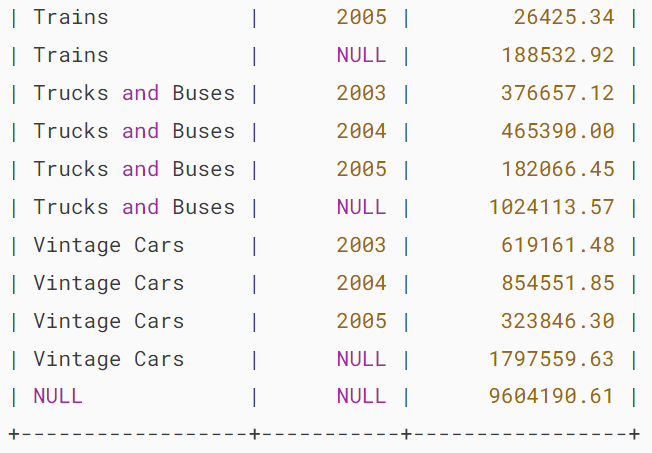 | Trains           |      2005 |        26425.34 |
| Trains           |      NULL |       188532.92 |
| Trucks and Buses |      2003 |       376657.12 |
| Trucks and Buses |      2004 |       465390.00 |
| Trucks and Buses |      2005 |       182066.45 |
| Trucks and Buses |      NULL |      1024113.57 |
| Vintage Cars     |      2003 |       619161.48 |
| Vintage Cars     |      2004 |       854551.85 |
| Vintage Cars     |      2005 |       323846.30 |
| Vintage Cars     |      NULL |      1797559.63 |
| NULL             |      NULL |      9604190.61 |
+------------------+-----------+-----------------+